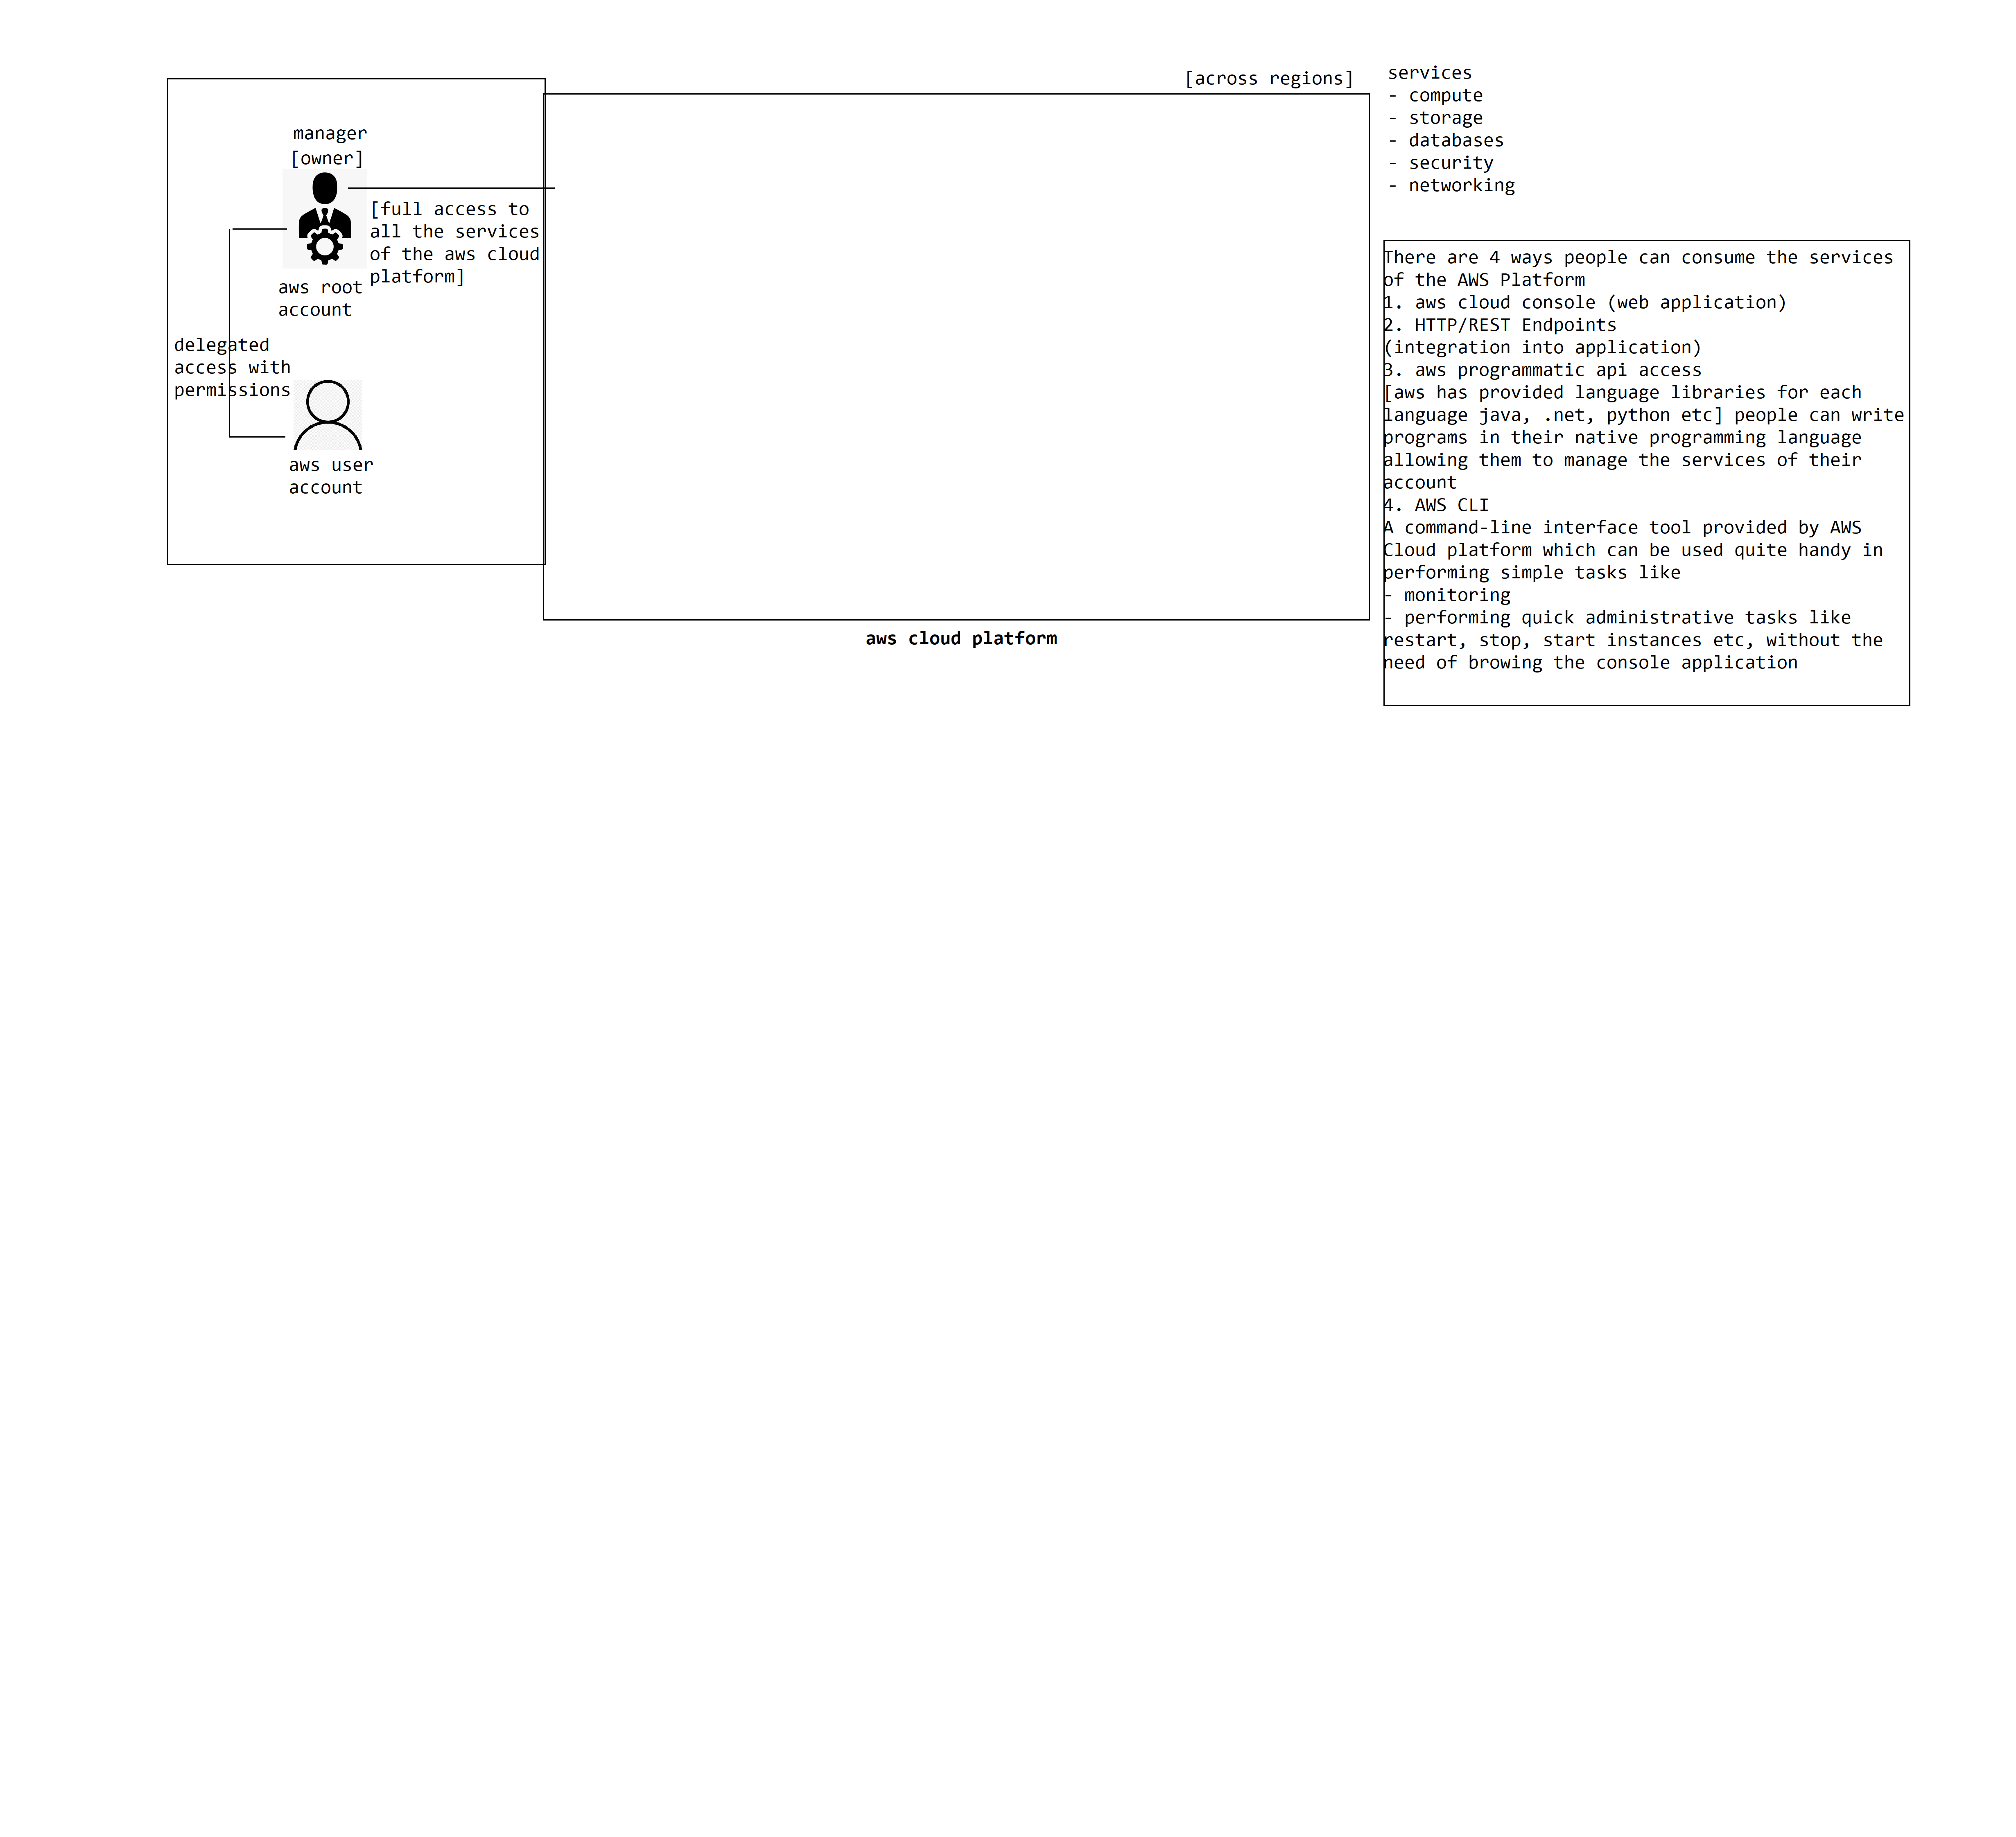 manager
[owner]
[full access to
all the services
of the aws cloud
platform]
aws root
account
delegated
access with
permissions
aws user
account
[across regions]
aws cloud platform
services
- compute
- storage
- databases
- security
- networking
There are 4 ways people can consume the services
of the AWS Platform
1. aws cloud console (web application)
2. HTTP/REST Endpoints
(integration into application)
3. aws programmatic api access
[aws has provided language libraries for each
language java, .net, python etc] people can write
programs in their native programming language
allowing them to manage the services of their
account
4. AWS CLI
A command-line interface tool provided by AWS
Cloud platform which can be used quite handy in
performing simple tasks like
- monitoring
- performing quick administrative tasks like
restart, stop, start instances etc, without the
need of browing the console application